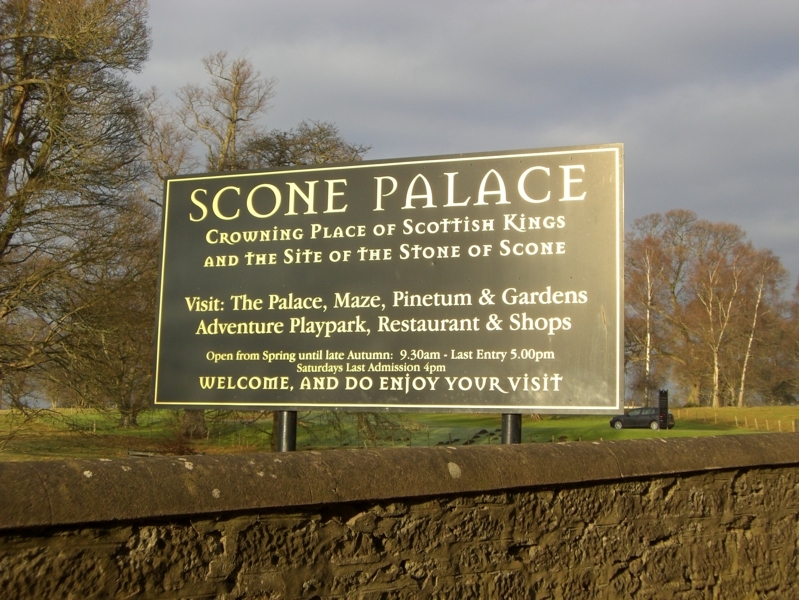 SCONE PALACE
CROWNING PLACE OF SCOTTISH KINGS
AND THE SITE OF THE STONE OF SCONE
Visit: The Palace, Maze, Pinetum & Gardens
Adventure Playpark, Restaurant & Shops
Open from Spring until late Autumn: 9.30am - Last Entry 5.00pm
Saturdays Last Admission 4pm
WELCOME, AND DO ENJOY YOUR VISIT